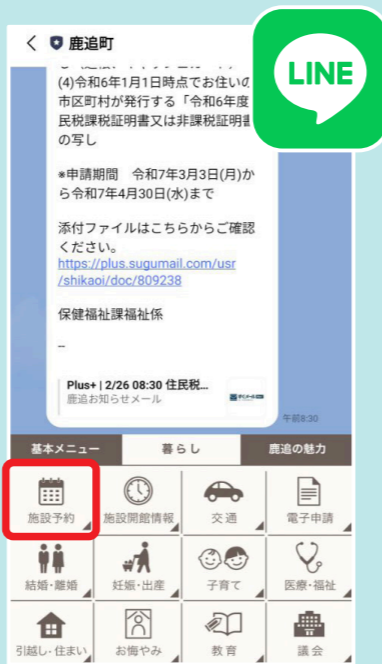 鹿追町
LINE
(4)令和6年1月1日時点でお住いの
市区町村が発行する「令和6年度
民税課税証明書又は非課税証明書
の写し
*申請期間 令和7年3月3日(月)か
ら令和7年4月30日(水)まで
添付ファイルはこちらからご確認
ください。
https://plus.sugumail.com/usr
/shikaoi/doc/809238
保健福祉課福祉係
--
Plus+ | 2/26 08:30 住民税...
鹿追お知らせメール
午前8:30
基本メニュー 暮らし 鹿追の魅力
施設予約 施設開館情報 交通 電子申請
結婚・離婚 妊娠・出産 子育て 医療・福祉
引越し・住まい お悔やみ 教育 議会